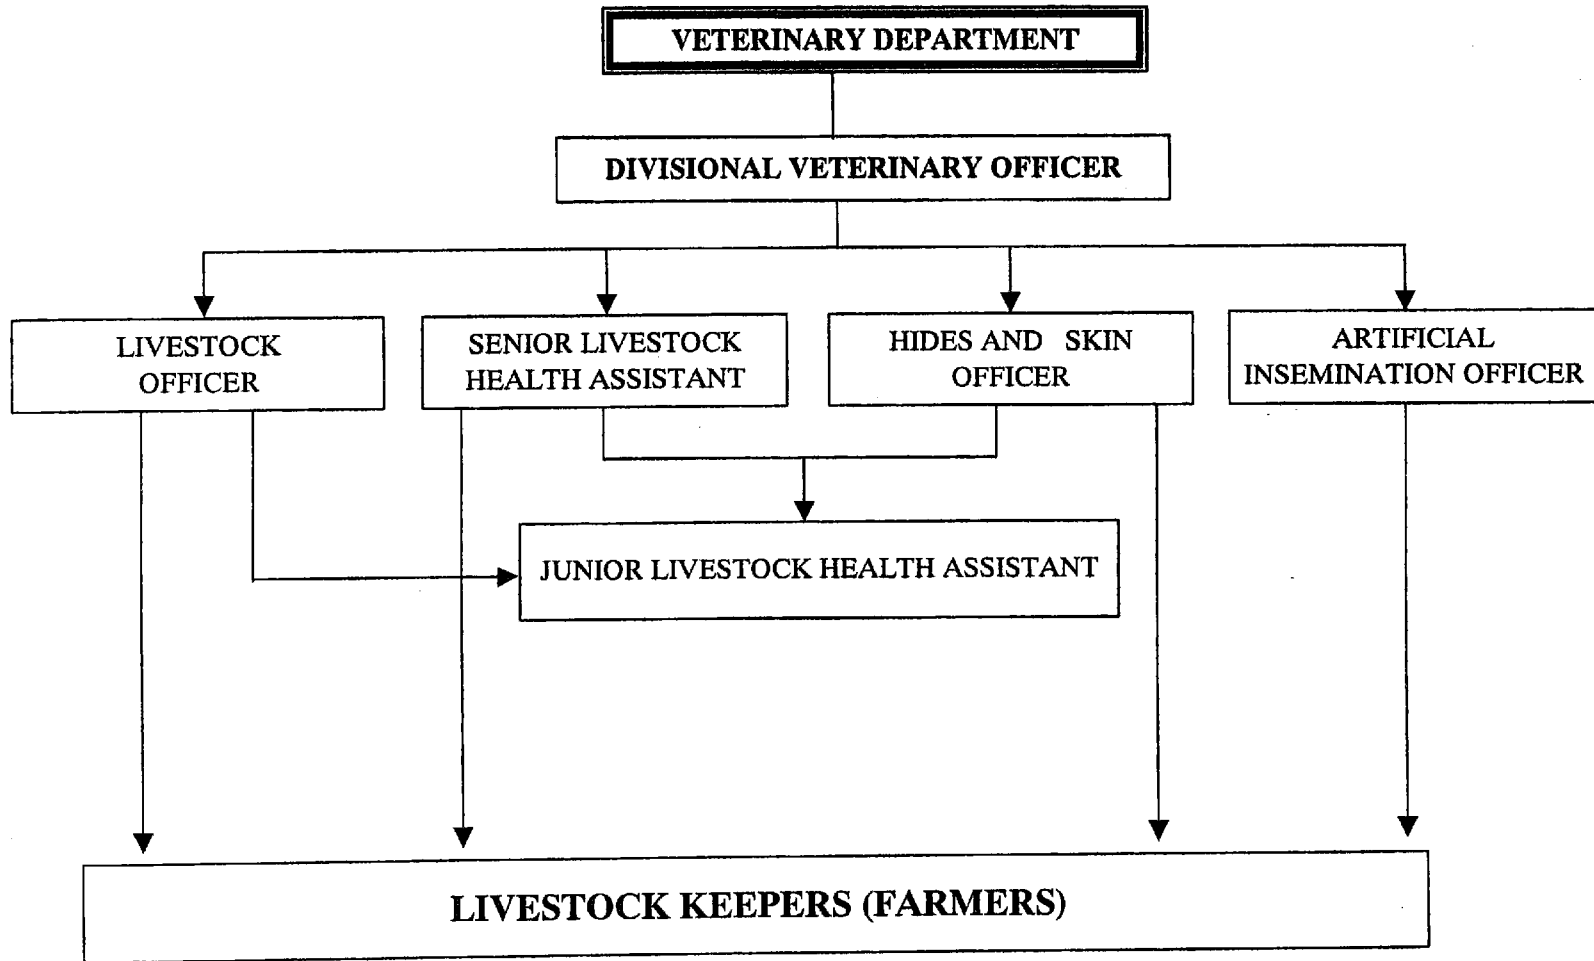 VETERINARY DEPARTMENT
DIVISIONAL VETERINARY OFFICER
LIVESTOCK
OFFICER
SENIOR LIVESTOCK
HEALTH ASSISTANT
HIDES AND SKIN
OFFICER
ARTIFICIAL
INSEMINATION OFFICER
JUNIOR LIVESTOCK HEALTH ASSISTANT
LIVESTOCK KEEPERS (FARMERS)